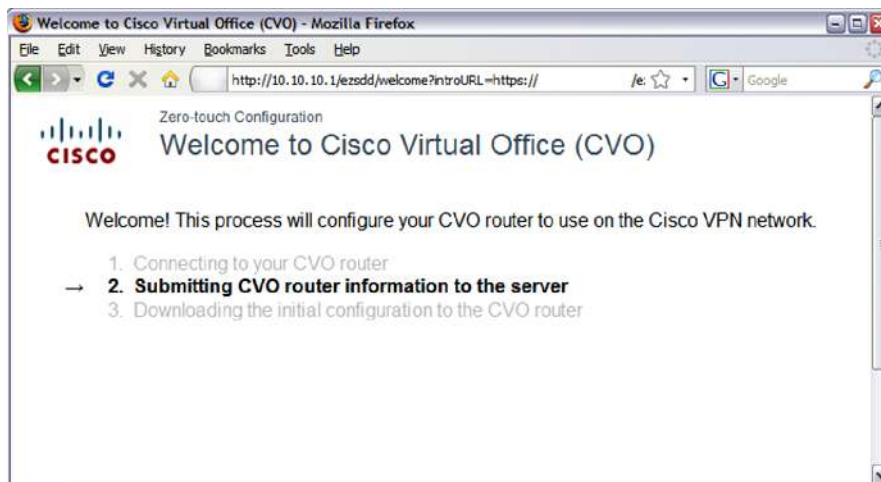 Welcome to Cisco Virtual Office (CVO) - Mozilla Firefox
File Edit View History Bookmarks Tools Help
http://10.10.10.1/ezsdd/welcome?introURL=https:// /e: G Google
Zero-touch Configuration
CISCO Welcome to Cisco Virtual Office (CVO)
Welcome! This process will configure your CVO router to use on the Cisco VPN network.
1. Connecting to your CVO router
→ 2. Submitting CVO router information to the server
3. Downloading the initial configuration to the CVO router